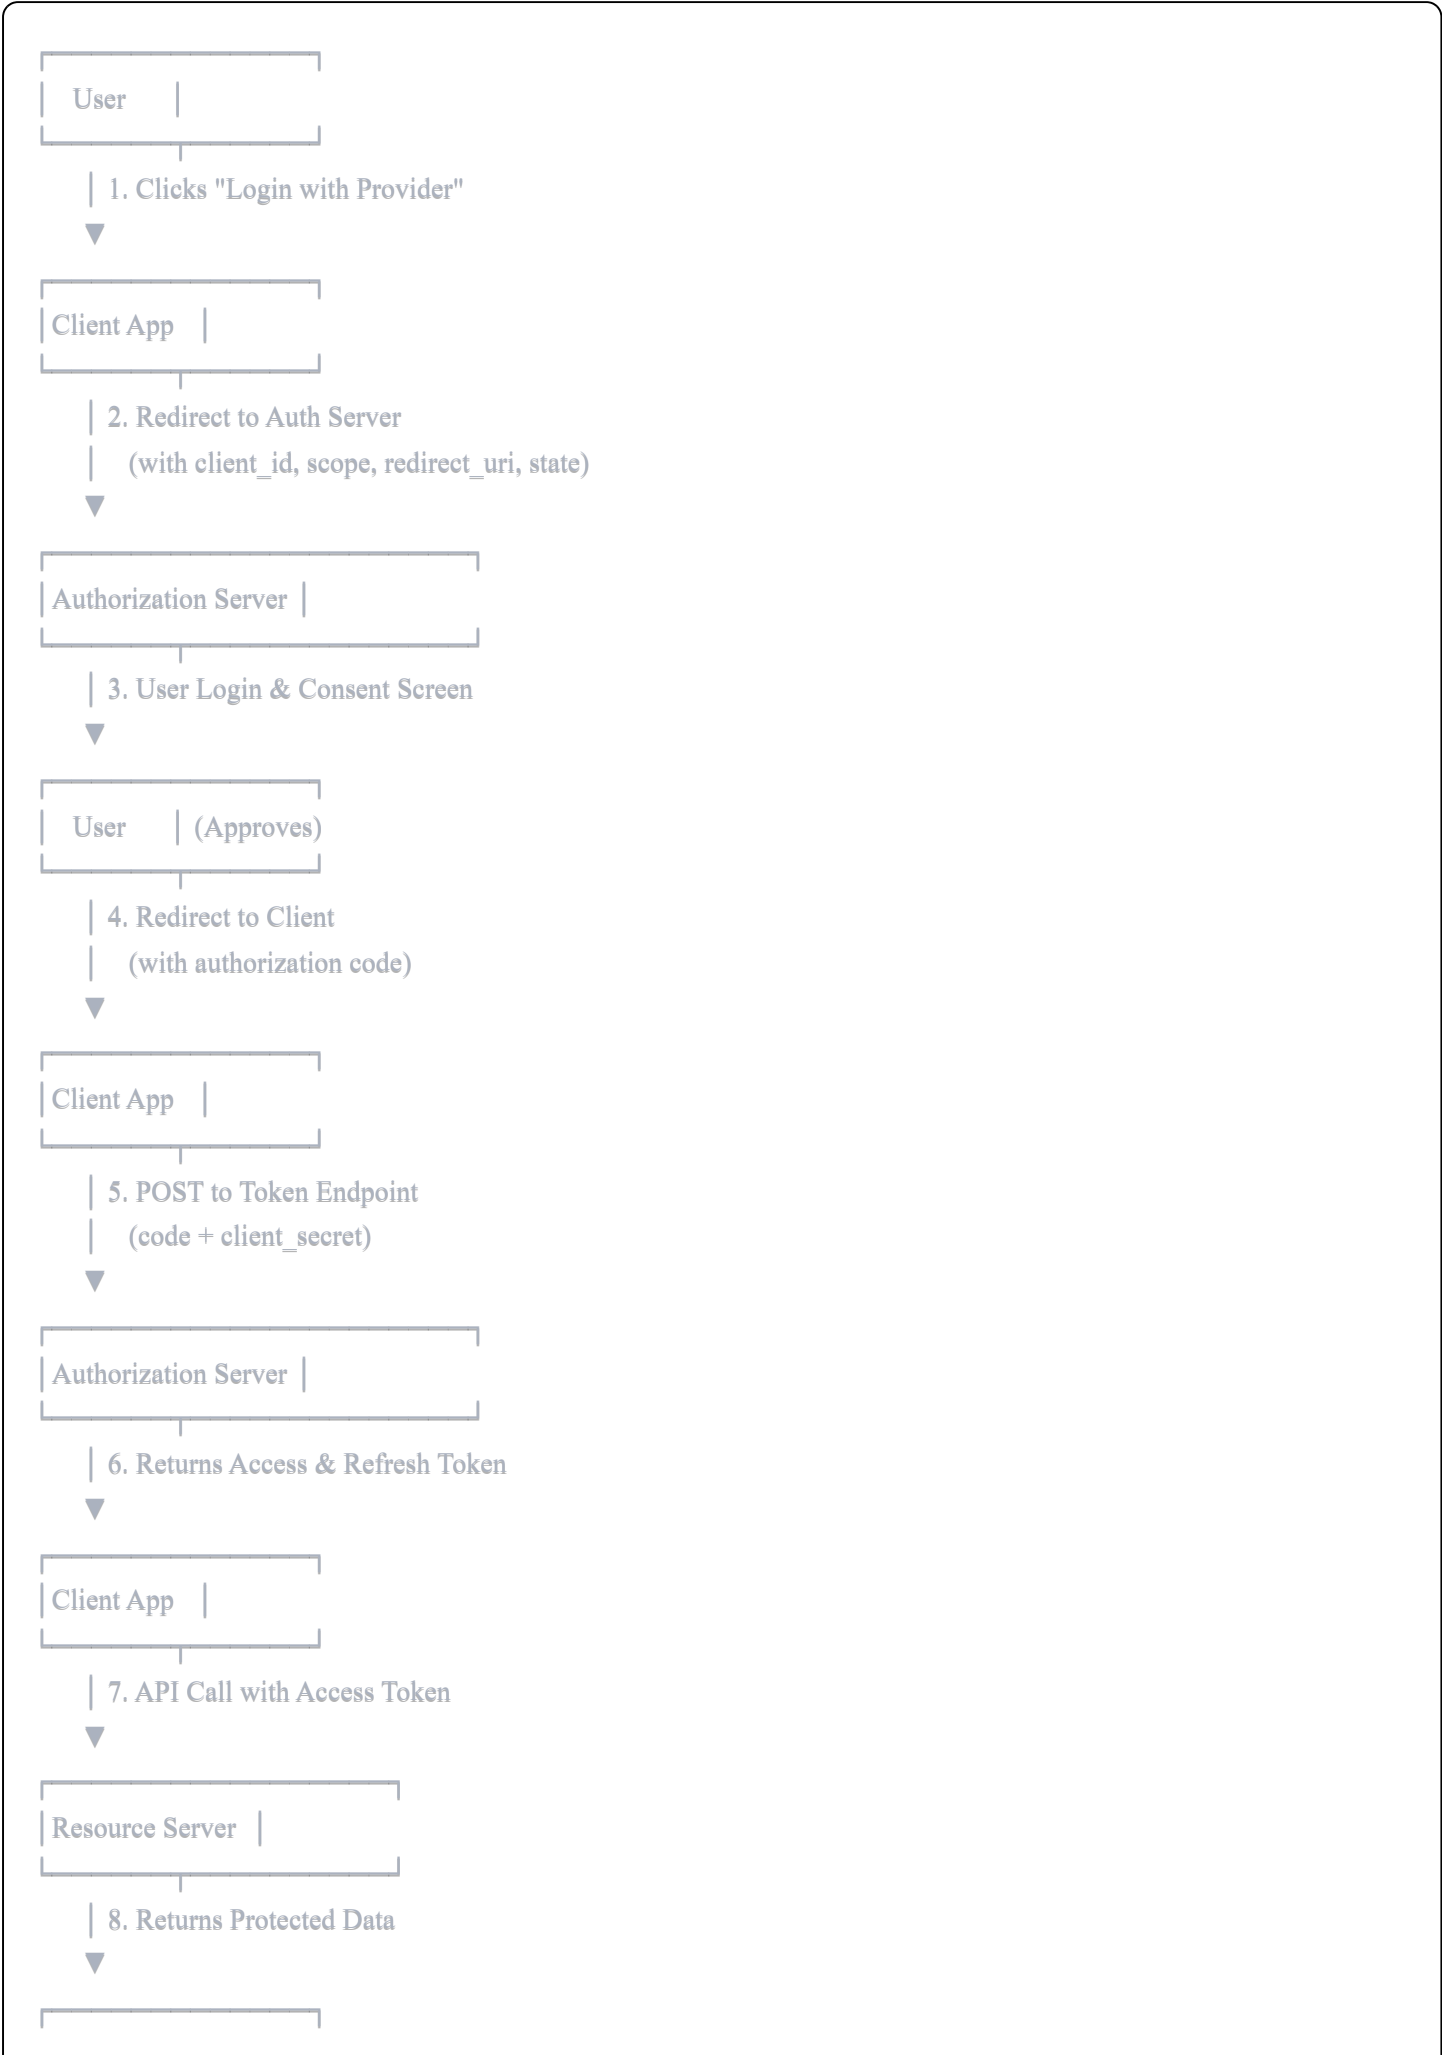 User
1. Clicks "Login with Provider"
Client App
2. Redirect to Auth Server
(with client_id, scope, redirect_uri, state)
Authorization Server
3. User Login & Consent Screen
User (Approves)
4. Redirect to Client
(with authorization code)
Client App
5. POST to Token Endpoint
(code + client_secret)
Authorization Server
6. Returns Access & Refresh Token
Client App
7. API Call with Access Token
Resource Server
8. Returns Protected Data